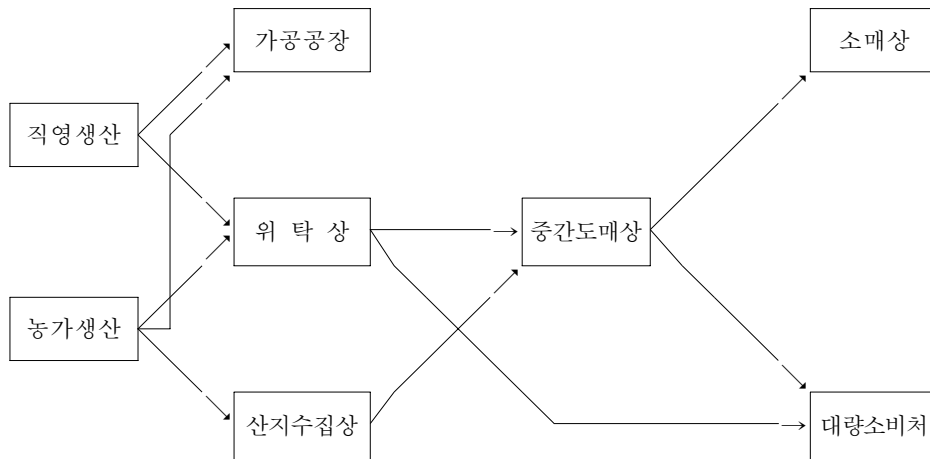 가공공장
소매상
직영생산
위 탁 상
중간도매상
농가생산
산지수집상
대량소비처